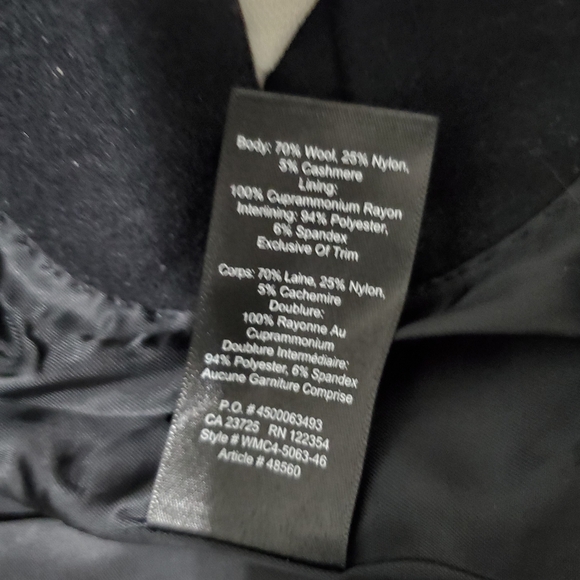 Body: 70% Wool, 25% Nylon,
5% Cashmere
Lining:
100% Cuprammonium Rayon
Interlining: 94% Polyester,
6% Spandex
Exclusive Of Trim
Corps: 70% Laine, 25% Nylon,
5% Cachemire
Doublure:
100% Rayonne Au
Cuprammonium
Doublure Intermédiaire:
94% Polyester, 6% Spandex
Aucune Garniture Comprise
P.O. # 4500063493
CA 23725 RN 122354
Style # WMC4-5063-46
Article # 48560